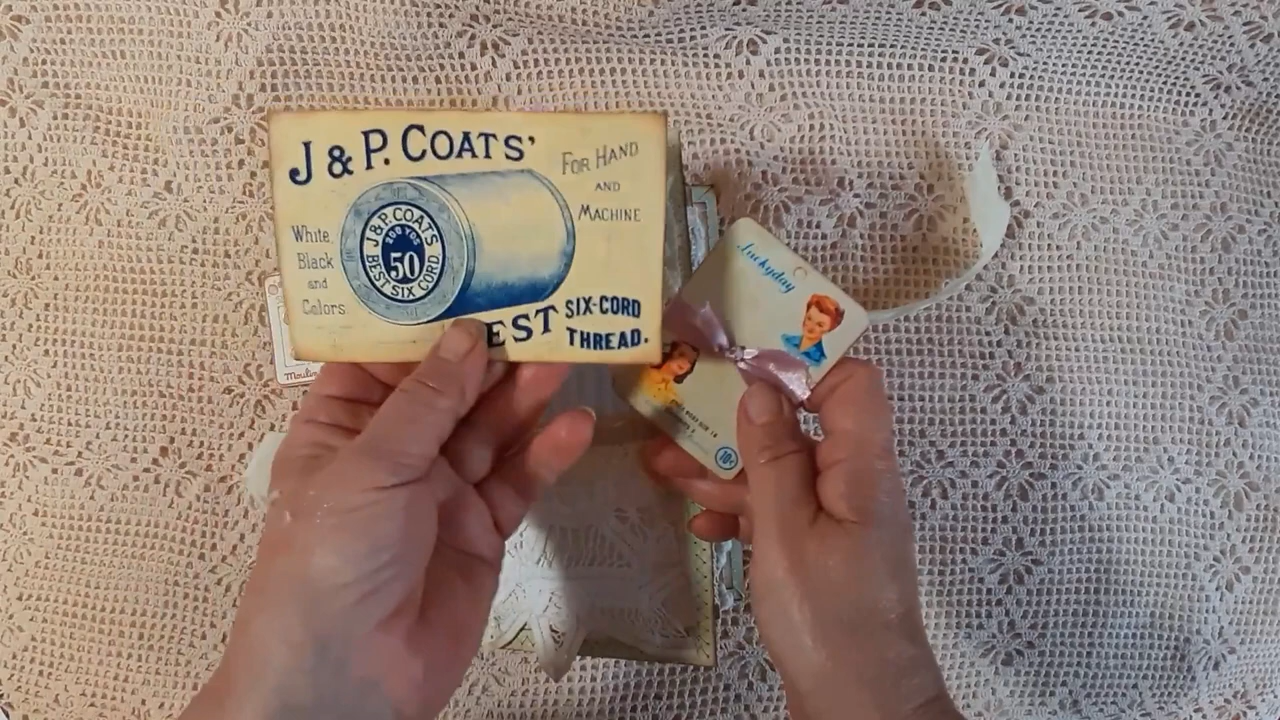 J & P. COATS'
FOR HAND
AND
MACHINE
White,
Black
and
Colors.
J.&P. COATS
200 YDS
50
BEST SIX CORD
EST SIX-CORD
THREAD.
Luckyday
10¢
Moulin